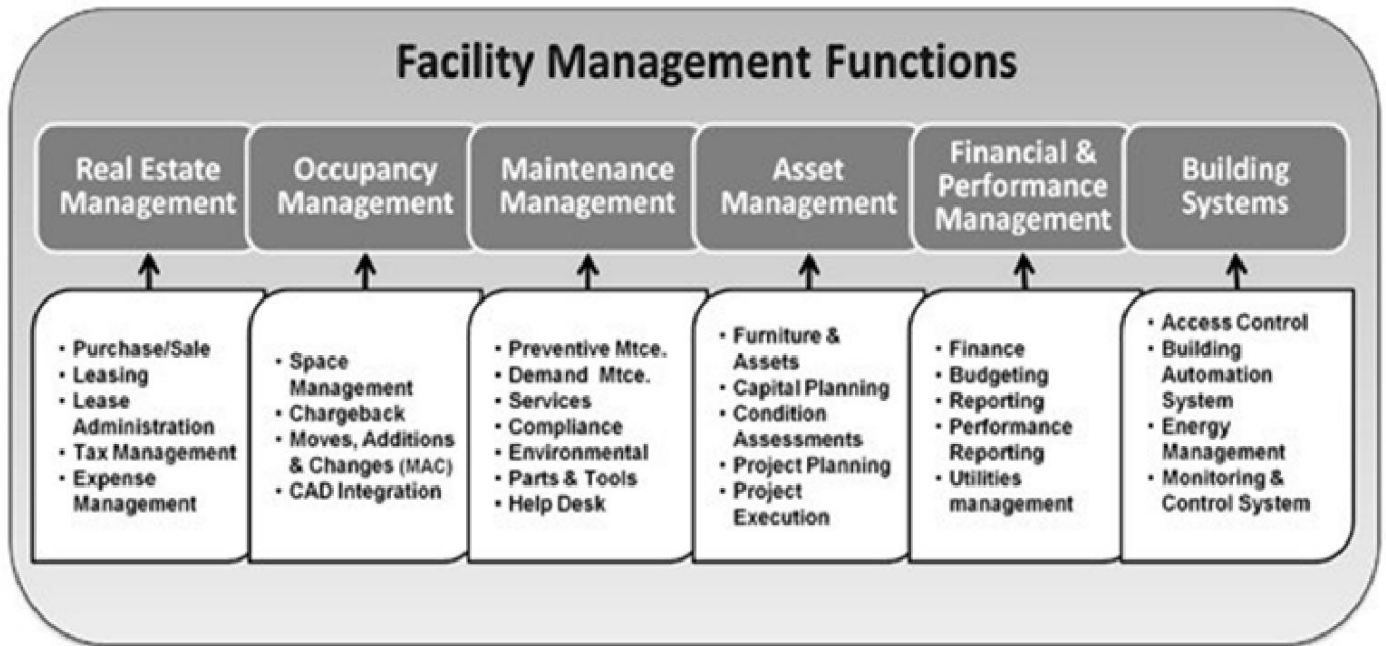 Facility Management Functions
Real Estate
Management
Occupancy
Management
Maintenance
Management
Asset
Management
Financial &
Performance
Management
Building
Systems
• Purchase/Sale
• Leasing
• Lease
Administration
• Tax Management
• Expense
Management
• Space
Management
• Chargeback
• Moves, Additions
& Changes (MAC)
• CAD Integration
• Preventive Mtce.
• Demand Mtce.
• Services
• Compliance
• Environmental
• Parts & Tools
• Help Desk
• Furniture &
Assets
• Capital Planning
• Condition
Assessments
• Project Planning
• Project
Execution
• Finance
• Budgeting
• Reporting
• Performance
Reporting
• Utilities
management
• Access Control
• Building
Automation
System
• Energy
Management
• Monitoring &
Control System